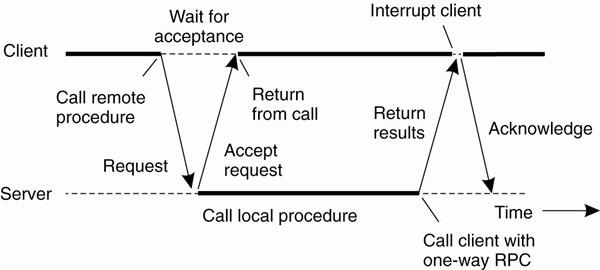 Wait for
acceptance
Interrupt client
Client
Call remote
procedure
Return
from call
Return
results
Acknowledge
Request
Accept
request
Server
Call local procedure
Time
Call client with
one-way RPC